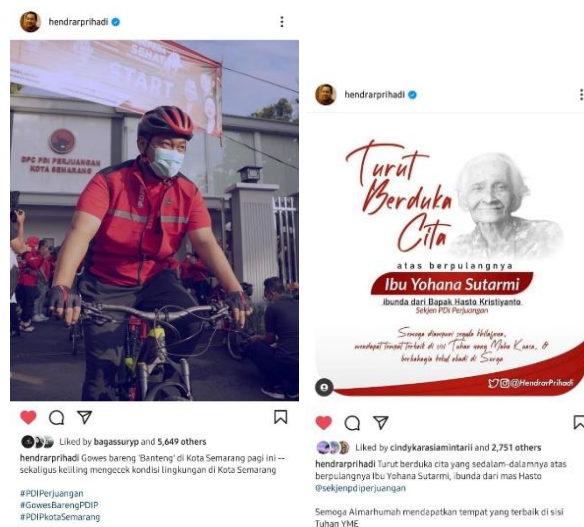 hendrarprihadi
SEHAT
START
DPC PDI PERJUANGAN
KOTA SEMARANG
Liked by bagassuryp and 5,649 others
hendrarprihadi Gowes bareng 'Banteng' di Kota Semarang pagi ini --
sekaligus keliling mengecek kondisi lingkungan di Kota Semarang
#PDIPerjuangan
#GowesBarengPDIP
#PDIPkotaSemarang
hendrarprihadi
Turut
Berduka
Cita
atas berpulangnya
Ibu Yohana Sutarmi
ibunda dari Bapak Hasto Kristiyanto
Sekjen PDI Perjuangan
Semoga diampuni segala khilafnya,
mendapat tempat terbaik di sisi Tuhan yang Maha Kuasa, &
berbahagia kekal abadi di Surga
@HendrarPrihadi
Liked by cindykarasiamintarii and 2,751 others
hendrarprihadi Turut berduka cita yang sedalam-dalamnya atas
berpulangnya Ibu Yohana Sutarmi, ibunda dari mas Hasto
@sekjenpdiperjuangan
Semoga Almarhumah mendapatkan tempat yang terbaik di sisi
Tuhan YME